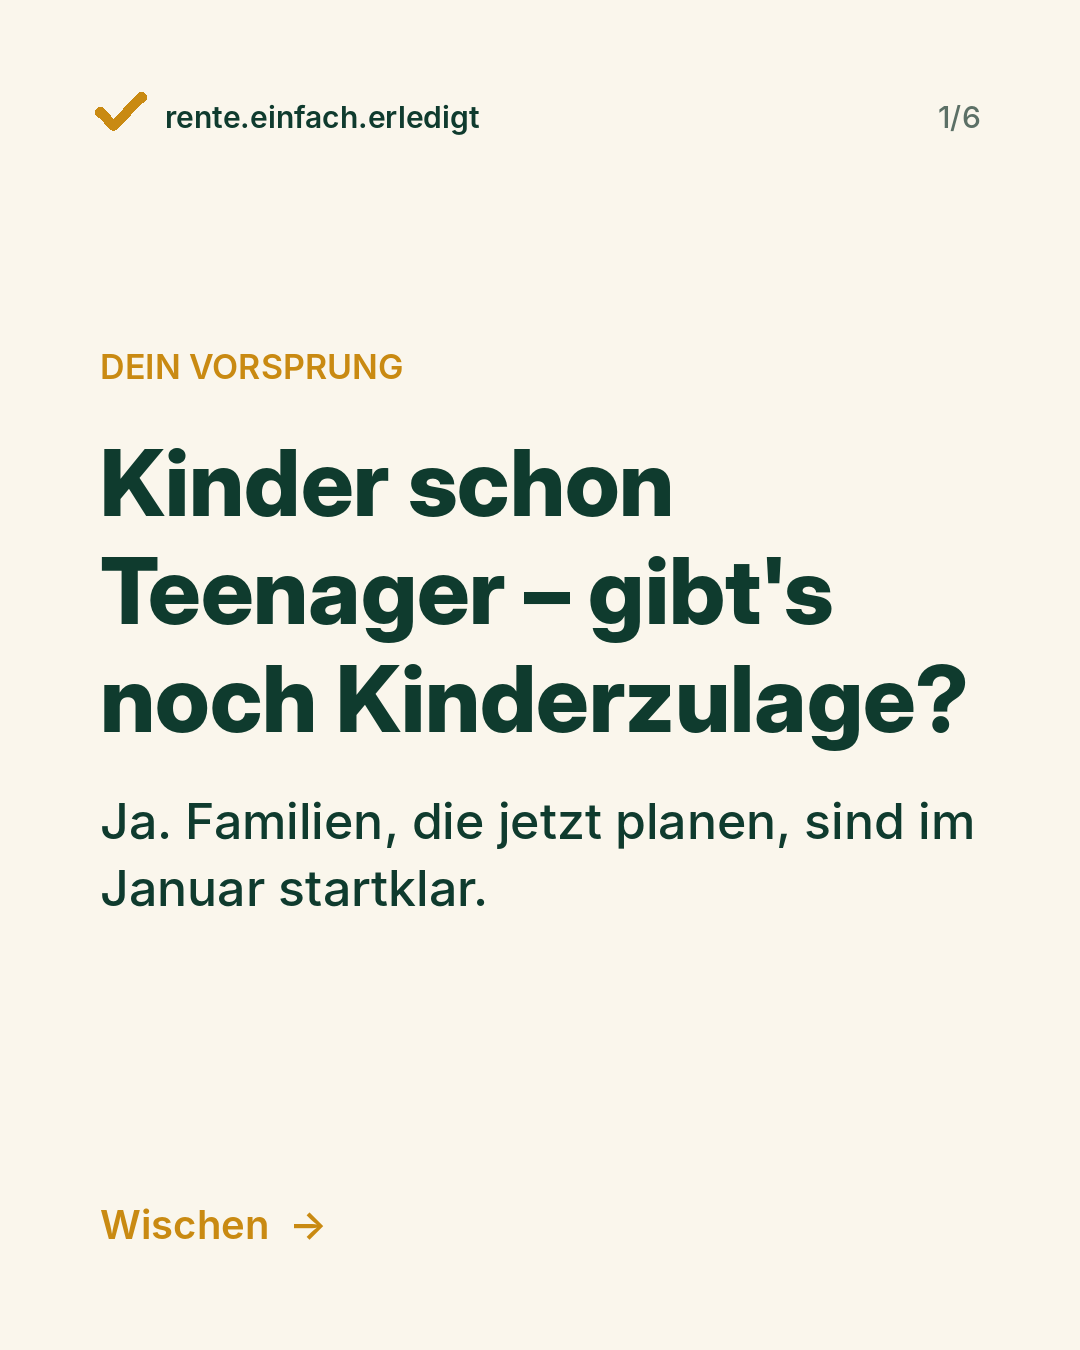 rente.einfach.erledigt
1/6
DEIN VORSPRUNG
Kinder schon
Teenager – gibt's
noch Kinderzulage?
Ja. Familien, die jetzt planen, sind im
Januar startklar.
Wischen →